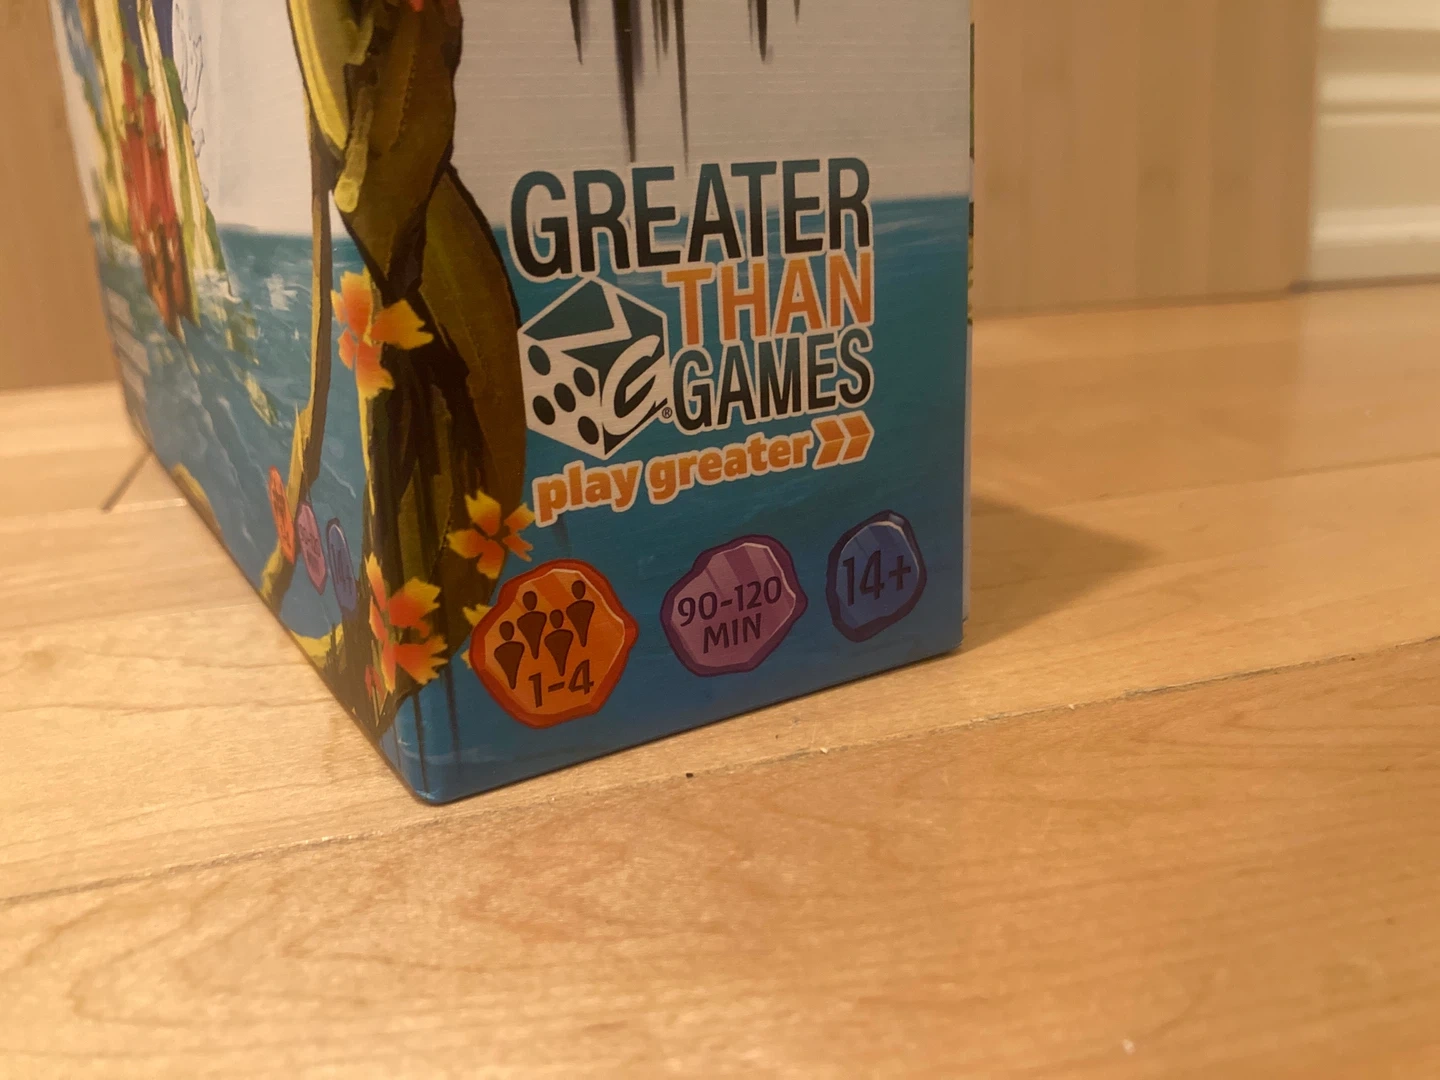 GREATER
THAN
GAMES
®
play greater
1-4
90-120
MIN
14+